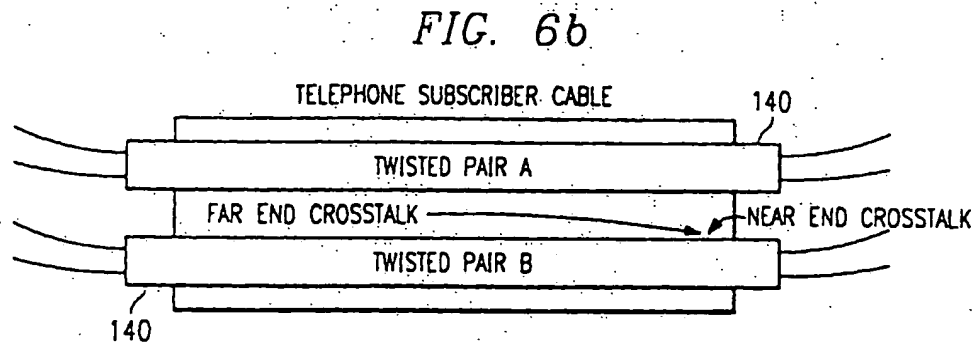 FIG. 6b
TELEPHONE SUBSCRIBER CABLE
140
TWISTED PAIR A
FAR END CROSSTALK
NEAR END CROSSTALK
TWISTED PAIR B
140